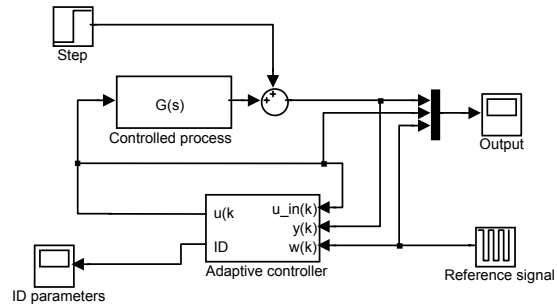 Step
G(s)
Controlled process
Output
u(k
u_in(k)
y(k)
ID
w(k)
Adaptive controller
Reference signal
ID parameters